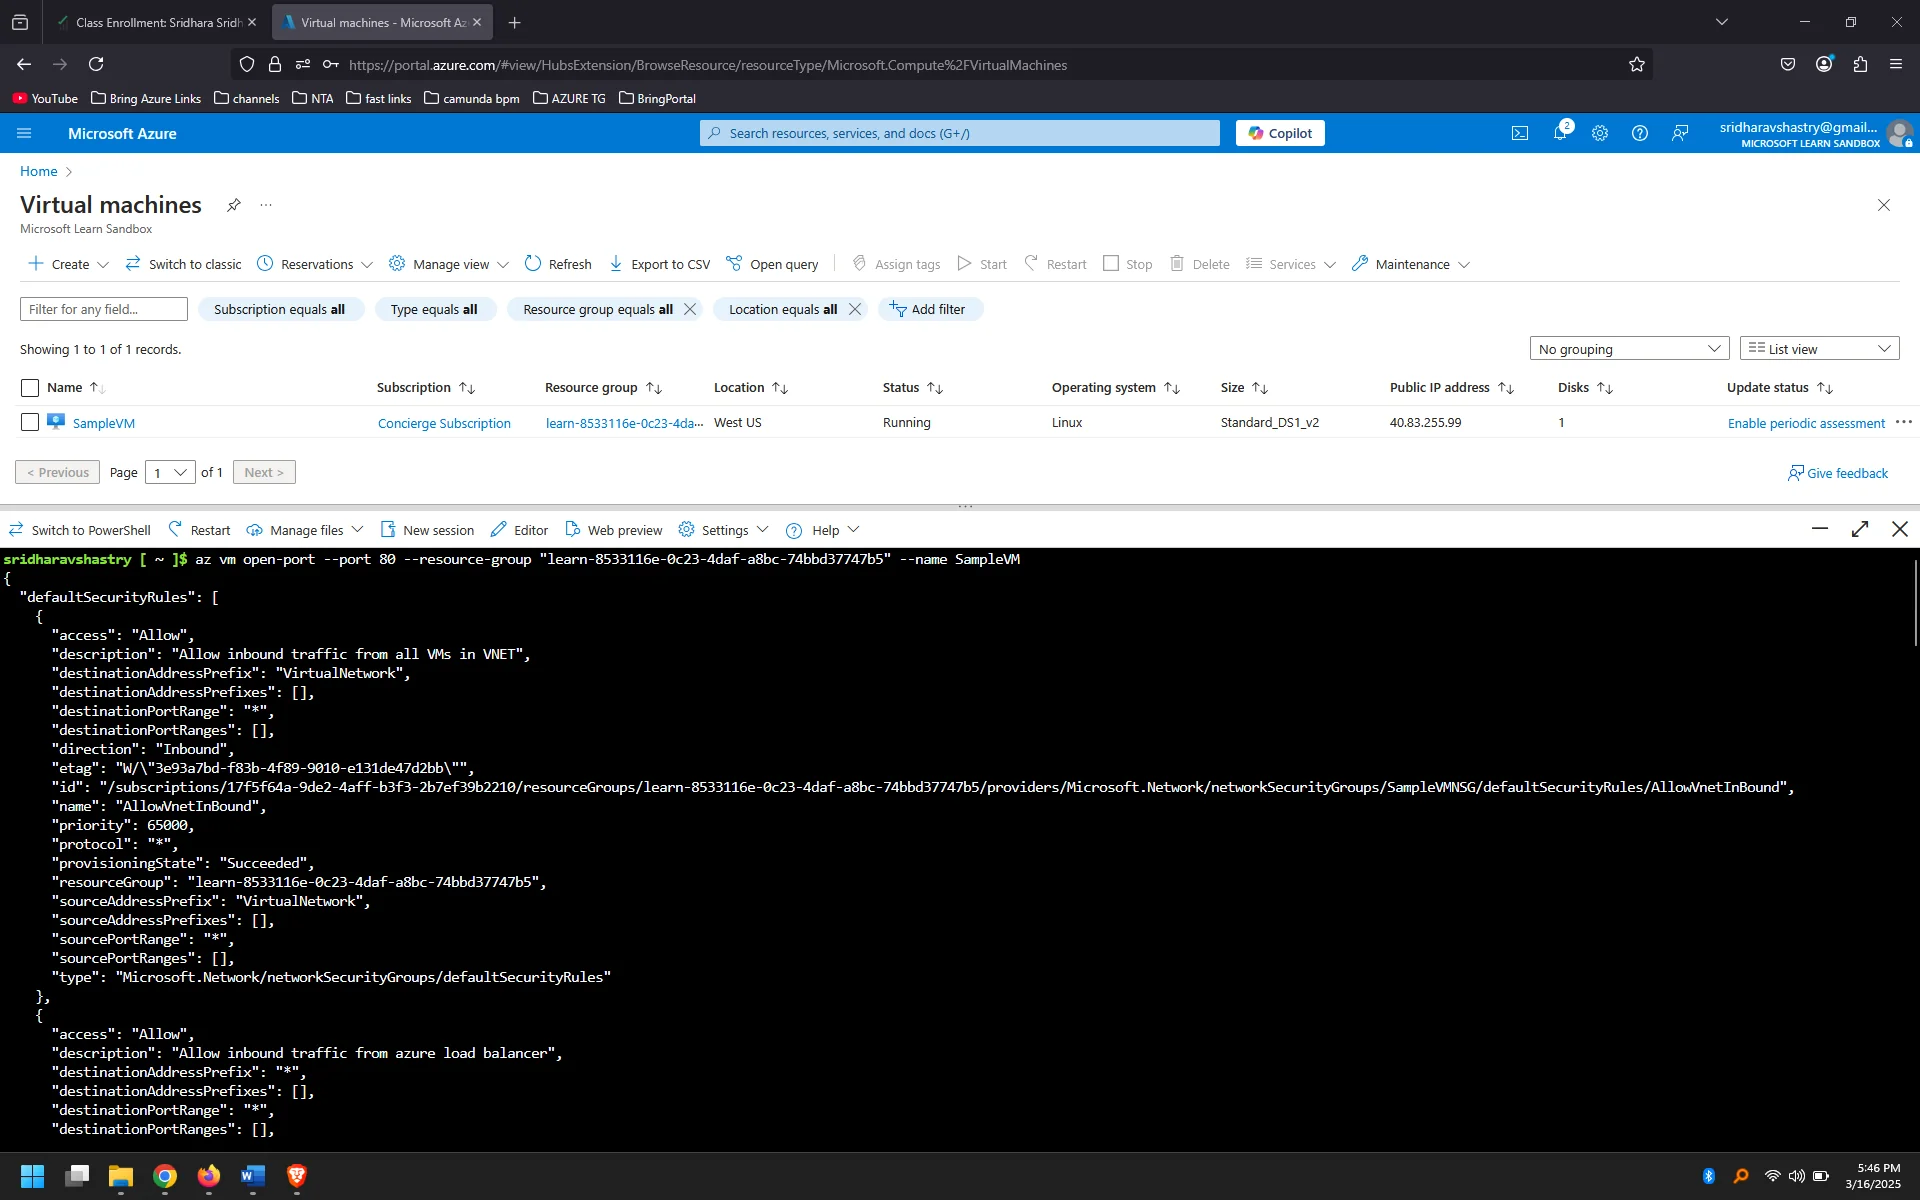 Class Enrollment: Sridhara Sridh
Virtual machines - Microsoft Az
https://portal.azure.com/#view/HubsExtension/BrowseResource/resourceType/Microsoft.Compute%2FVirtualMachines
YouTube Bring Azure Links channels NTA fast links camunda bpm AZURE TG BringPortal
Microsoft Azure
Search resources, services, and docs (G+/)
Copilot
2
sridharavshastry@gmail...
MICROSOFT LEARN SANDBOX
Home
Virtual machines
Microsoft Learn Sandbox
Create Switch to classic Reservations Manage view Refresh Export to CSV Open query Assign tags Start Restart Stop Delete Services Maintenance
Filter for any field... Subscription equals all Type equals all Resource group equals all Location equals all Add filter
Showing 1 to 1 of 1 records.
No grouping List view
Name Subscription Resource group Location Status Operating system Size Public IP address Disks Update status
SampleVM Concierge Subscription learn-8533116e-0c23-4da... West US Running Linux Standard_DS1_v2 40.83.255.99 1 Enable periodic assessment ...
< Previous Page 1 of 1 Next >
Give feedback
Switch to PowerShell Restart Manage files New session Editor Web preview Settings Help
sridharavshastry [ ~ ]$ az vm open-port --port 80 --resource-group "learn-8533116e-0c23-4daf-a8bc-74bbd37747b5" --name SampleVM
{
"defaultSecurityRules": [
{
"access": "Allow",
"description": "Allow inbound traffic from all VMs in VNET",
"destinationAddressPrefix": "VirtualNetwork",
"destinationAddressPrefixes": [],
"destinationPortRange": "*",
"destinationPortRanges": [],
"direction": "Inbound",
"etag": "W/\"3e93a7bd-f83b-4f89-9010-e131de47d2bb\"",
"id": "/subscriptions/17f5f64a-9de2-4aff-b3f3-2b7ef39b2210/resourceGroups/learn-8533116e-0c23-4daf-a8bc-74bbd37747b5/providers/Microsoft.Network/networkSecurityGroups/SampleVMNSG/defaultSecurityRules/AllowVnetInBound",
"name": "AllowVnetInBound",
"priority": 65000,
"protocol": "*",
"provisioningState": "Succeeded",
"resourceGroup": "learn-8533116e-0c23-4daf-a8bc-74bbd37747b5",
"sourceAddressPrefix": "VirtualNetwork",
"sourceAddressPrefixes": [],
"sourcePortRange": "*",
"sourcePortRanges": [],
"type": "Microsoft.Network/networkSecurityGroups/defaultSecurityRules"
},
{
"access": "Allow",
"description": "Allow inbound traffic from azure load balancer",
"destinationAddressPrefix": "*",
"destinationAddressPrefixes": [],
"destinationPortRange": "*",
"destinationPortRanges": [],
5:46 PM
3/16/2025